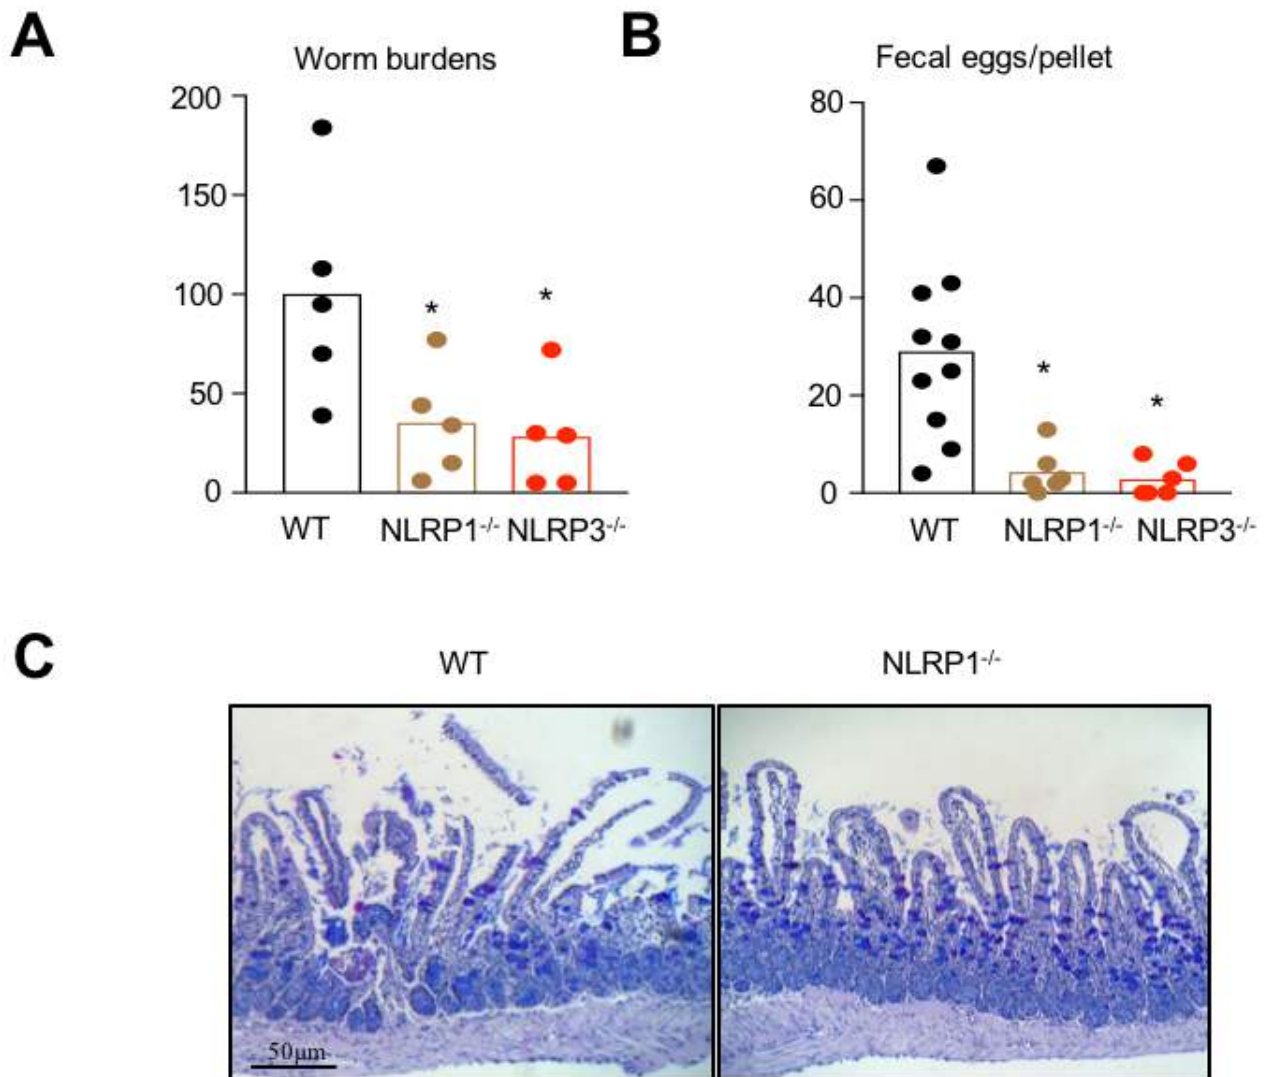 A
Worm burdens
200
150
100
50
0
*
*
WT NLRP1-/- NLRP3-/-
B
Fecal eggs/pellet
80
60
40
20
0
*
*
WT NLRP1-/- NLRP3-/-
C
WT NLRP1-/-
50μm